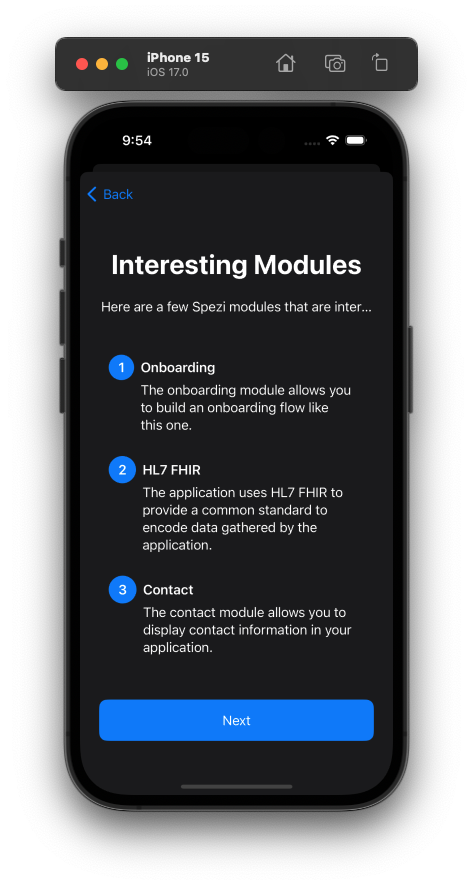 iPhone 15
iOS 17.0
9:54
Back
Interesting Modules
Here are a few Spezi modules that are inter...
1 Onboarding
The onboarding module allows you
to build an onboarding flow like
this one.
2 HL7 FHIR
The application uses HL7 FHIR to
provide a common standard to
encode data gathered by the
application.
3 Contact
The contact module allows you to
display contact information in your
application.
Next